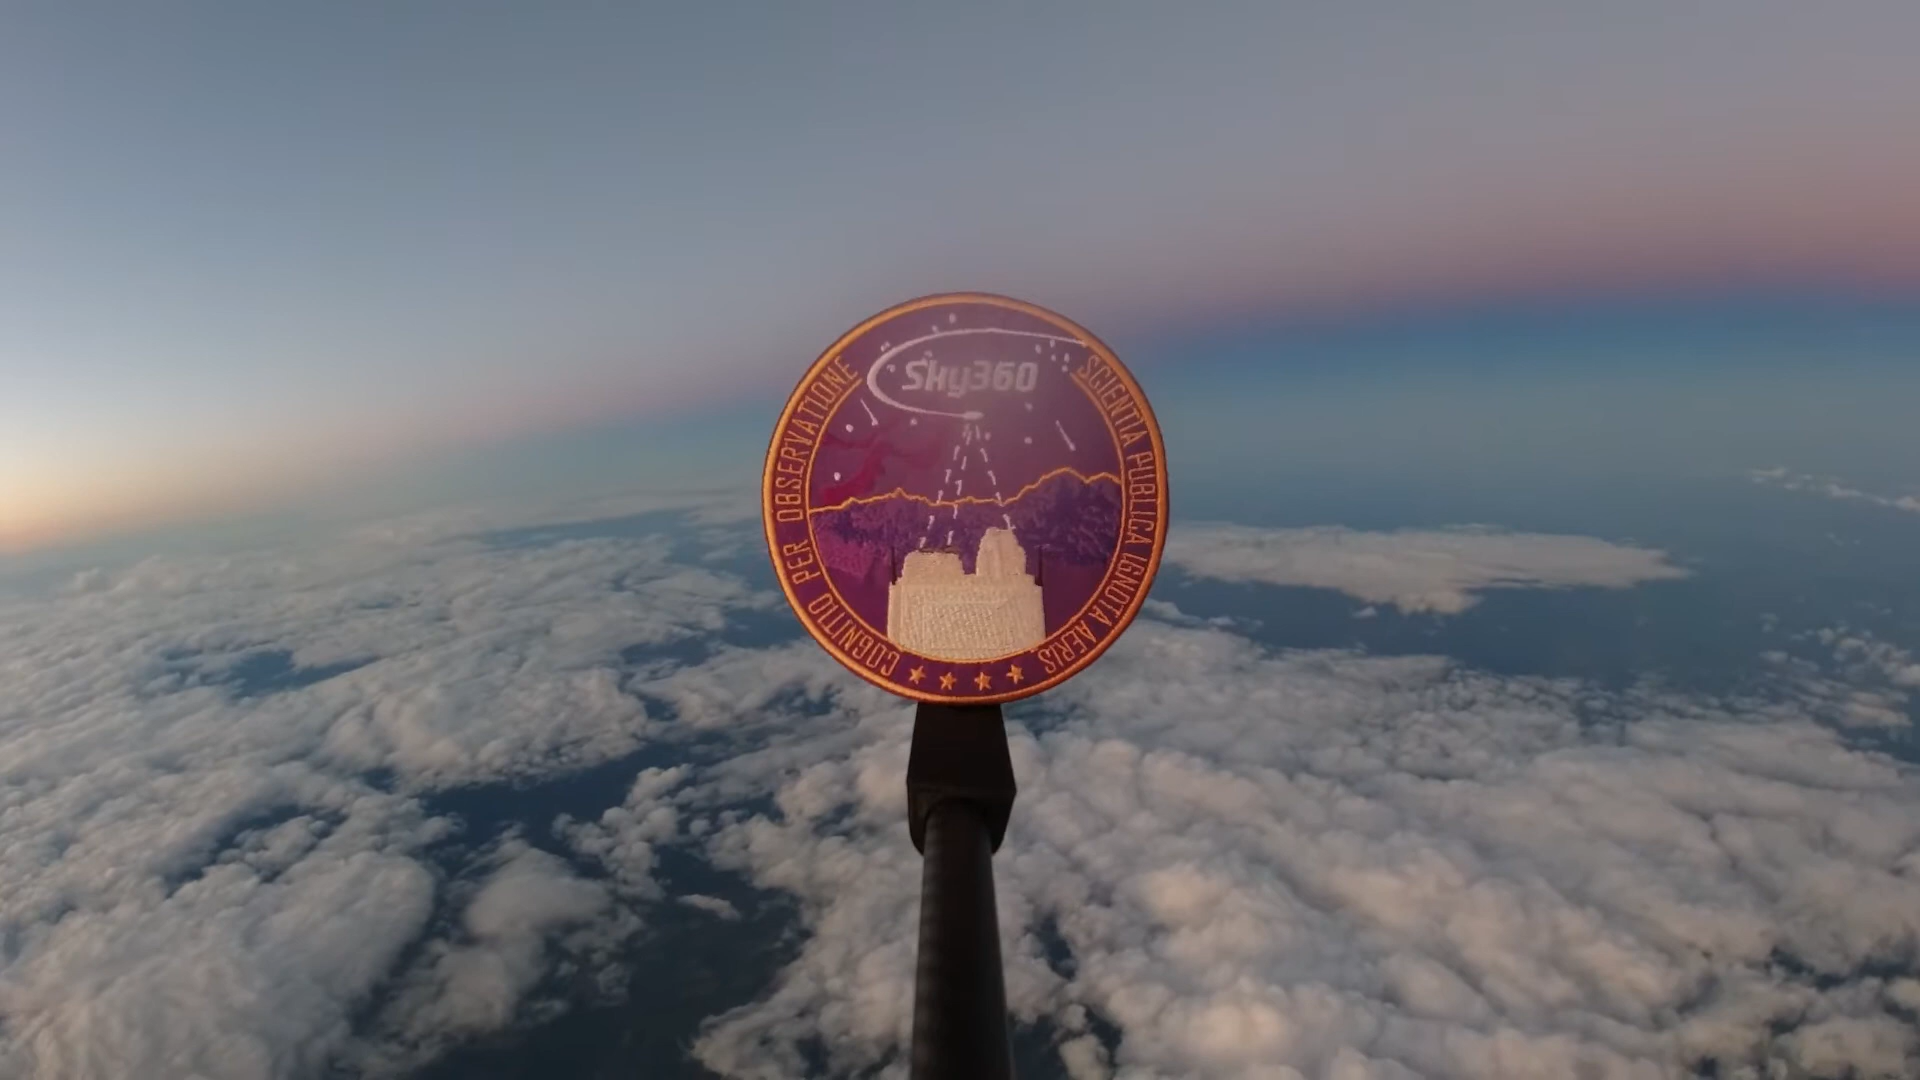 Sky360
COGNITIO PER OBSERVATIONE
SCIENTIA PUBLICA IGNOTA AERIS